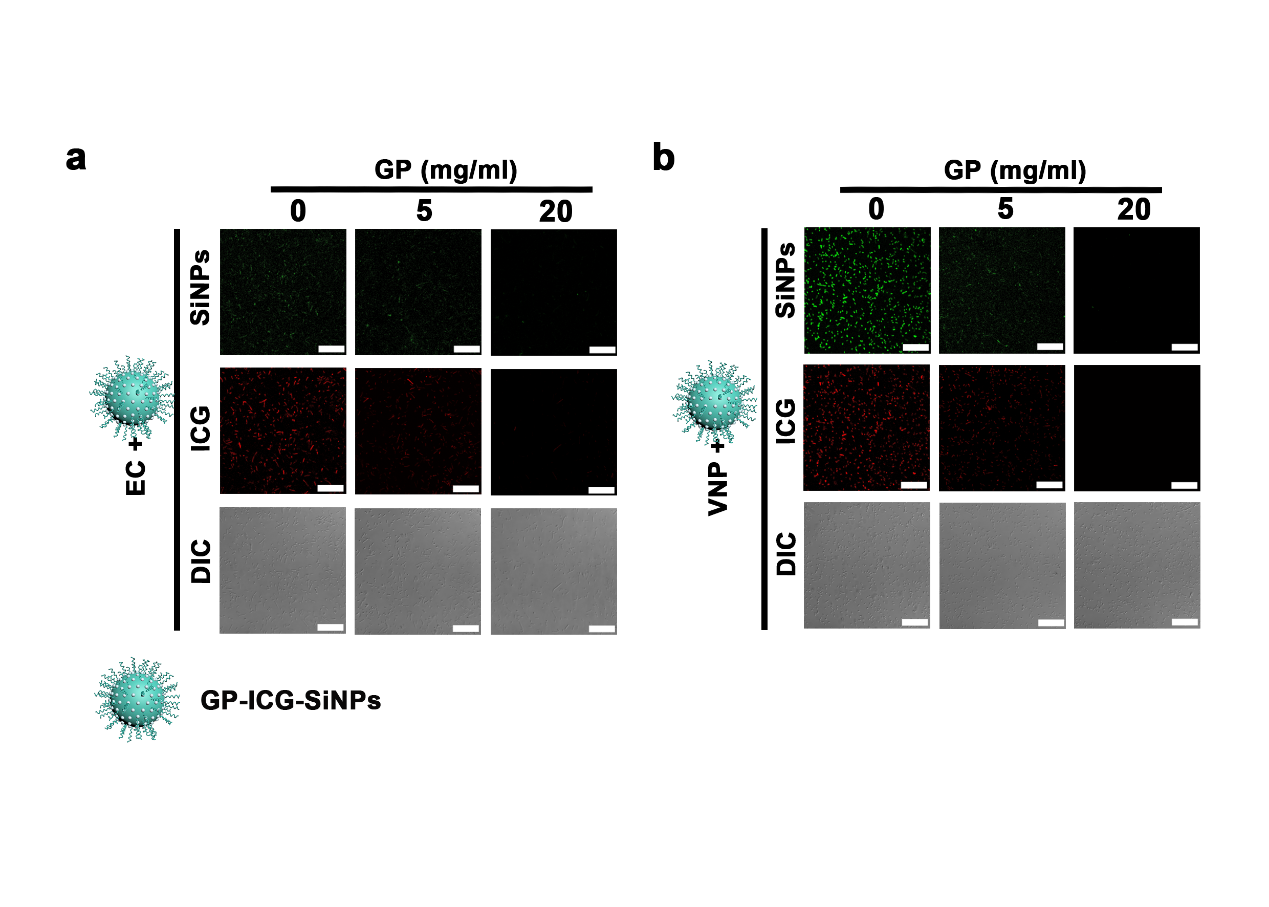 a
GP (mg/ml)
0 5 20
SiNPs
ICG
DIC
EC +
b
GP (mg/ml)
0 5 20
SiNPs
ICG
DIC
VNP +
GP-ICG-SiNPs